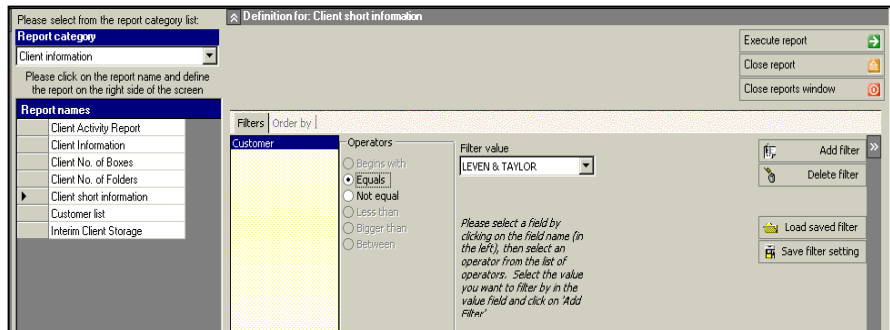 Please select from the report category list:
Report category
Client information
Please click on the report name and define
the report on the right side of the screen
Report names
Client Activity Report
Client Information
Client No. of Boxes
Client No. of Folders
Client short information
Customer list
Interim Client Storage
Definition for: Client short information
Execute report
Close report
Close reports window
Filters
Order by
Customer
Operators
Begins with
Equals
Not equal
Less than
Bigger than
Between
Filter value
LEVEN & TAYLOR
Please select a field by
clicking on the field name (in
the left), then select an
operator from the list of
operators. Select the value
you want to filter by in the
value field and click on 'Add
Filter'
Add filter
Delete filter
Load saved filter
Save filter setting